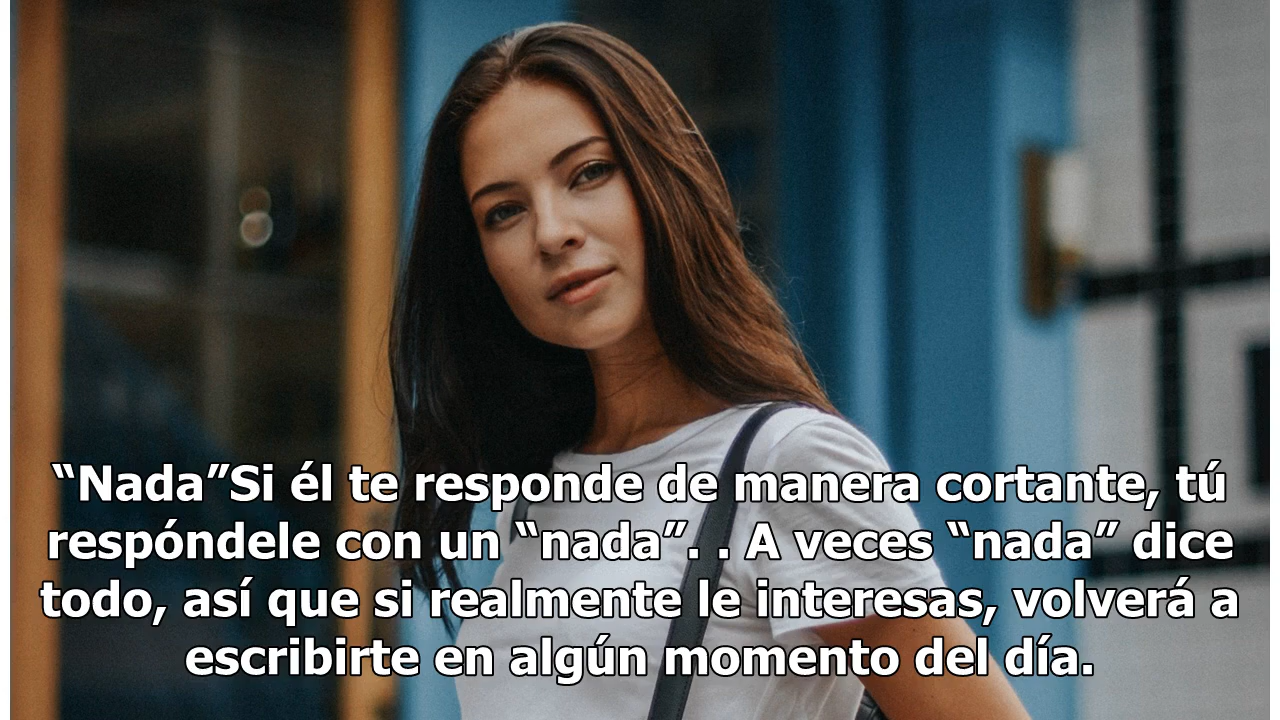 “Nada”Si él te responde de manera cortante, tú
respóndele con un “nada”. . A veces “nada” dice
todo, así que si realmente le interesas, volverá a
escribirte en algún momento del día.